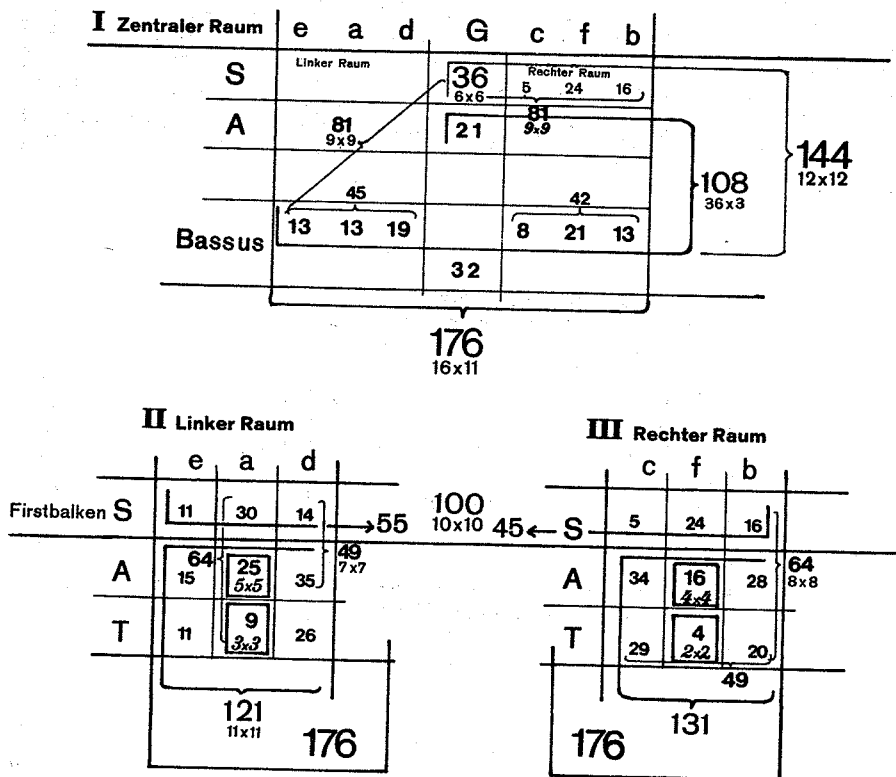 I Zentraler Raum e a d G c f b
Linker Raum
S 36 Rechter Raum
6x6 5 24 16
A 81 21 81
9x9 9x9
144
12x12
108
36x3
45 42
Bassus 13 13 19 8 21 13
32
176
16x11
II Linker Raum III Rechter Raum
e a d c f b
Firstbalken S 11 30 14 55 100 45 S 5 24 16
10x10
64 49 64
7x7 8x8
A 15 25 35 A 34 16 28
5x5 4x4
T 11 9 26 T 29 4 20
3x3 2x2
49
121 131
11x11
176 176